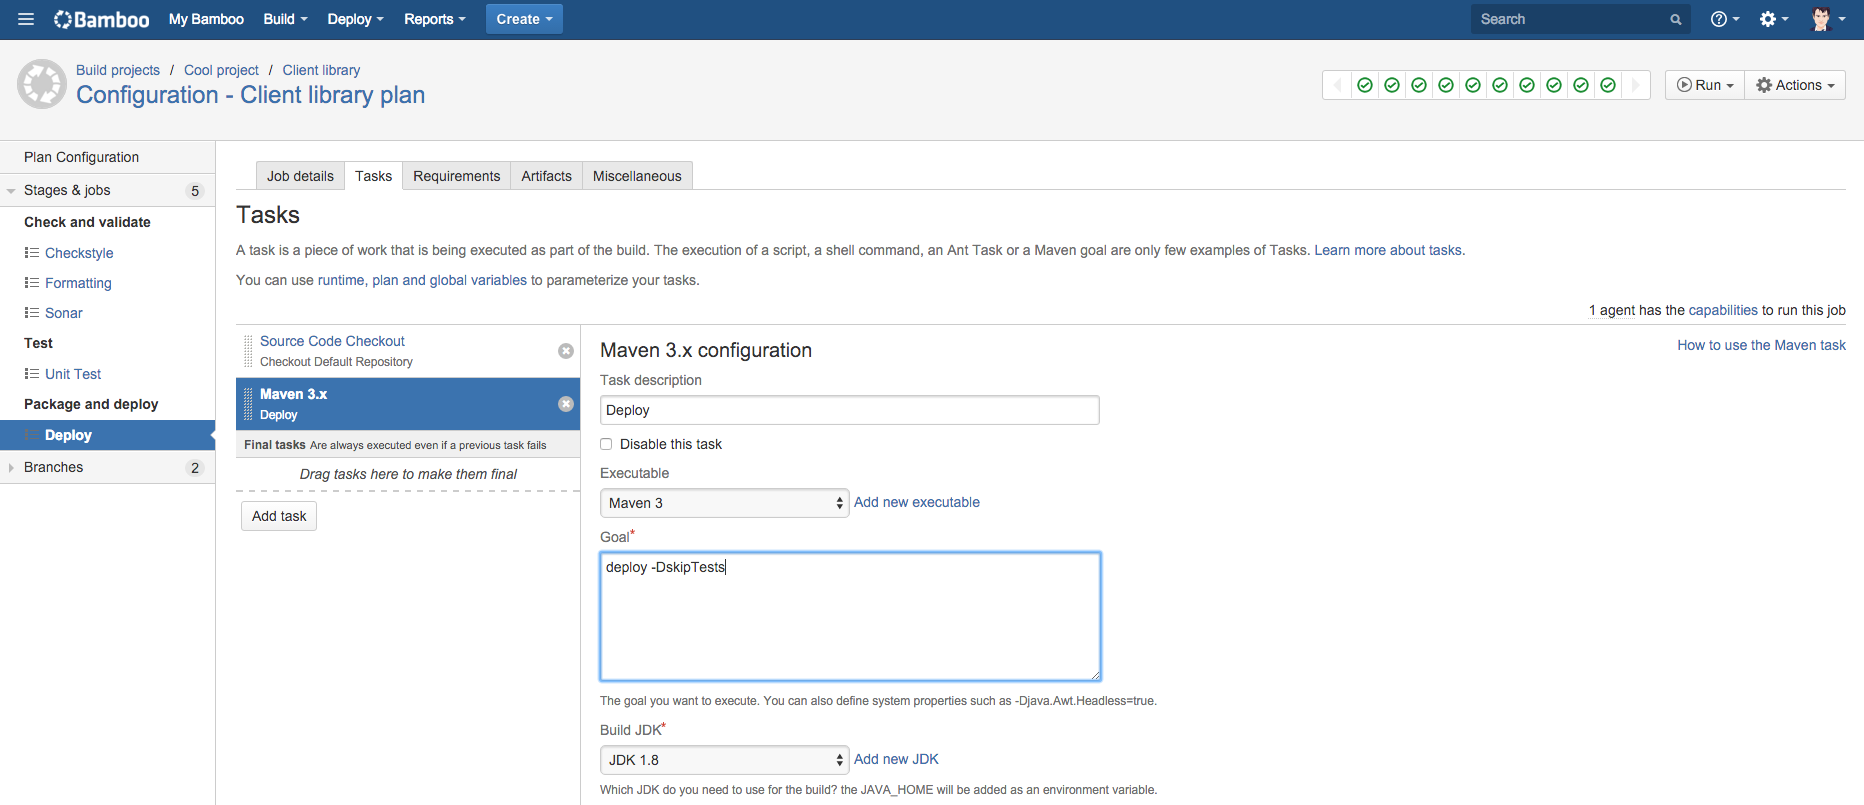 Bamboo My Bamboo Build Deploy Reports Create Search
Build projects / Cool project / Client library
Configuration - Client library plan
Run Actions
Plan Configuration
Stages & jobs 5
Check and validate
Checkstyle
Formatting
Sonar
Test
Unit Test
Package and deploy
Deploy
Branches 2
Job details Tasks Requirements Artifacts Miscellaneous
Tasks
A task is a piece of work that is being executed as part of the build. The execution of a script, a shell command, an Ant Task or a Maven goal are only few examples of Tasks. Learn more about tasks.
You can use runtime, plan and global variables to parameterize your tasks.
1 agent has the capabilities to run this job
Source Code Checkout
Checkout Default Repository
Maven 3.x
Deploy
Final tasks Are always executed even if a previous task fails
Drag tasks here to make them final
Add task
Maven 3.x configuration
How to use the Maven task
Task description
Deploy
Disable this task
Executable
Maven 3 Add new executable
Goal*
deploy -DskipTests
The goal you want to execute. You can also define system properties such as -Djava.Awt.Headless=true.
Build JDK*
JDK 1.8 Add new JDK
Which JDK do you need to use for the build? the JAVA_HOME will be added as an environment variable.